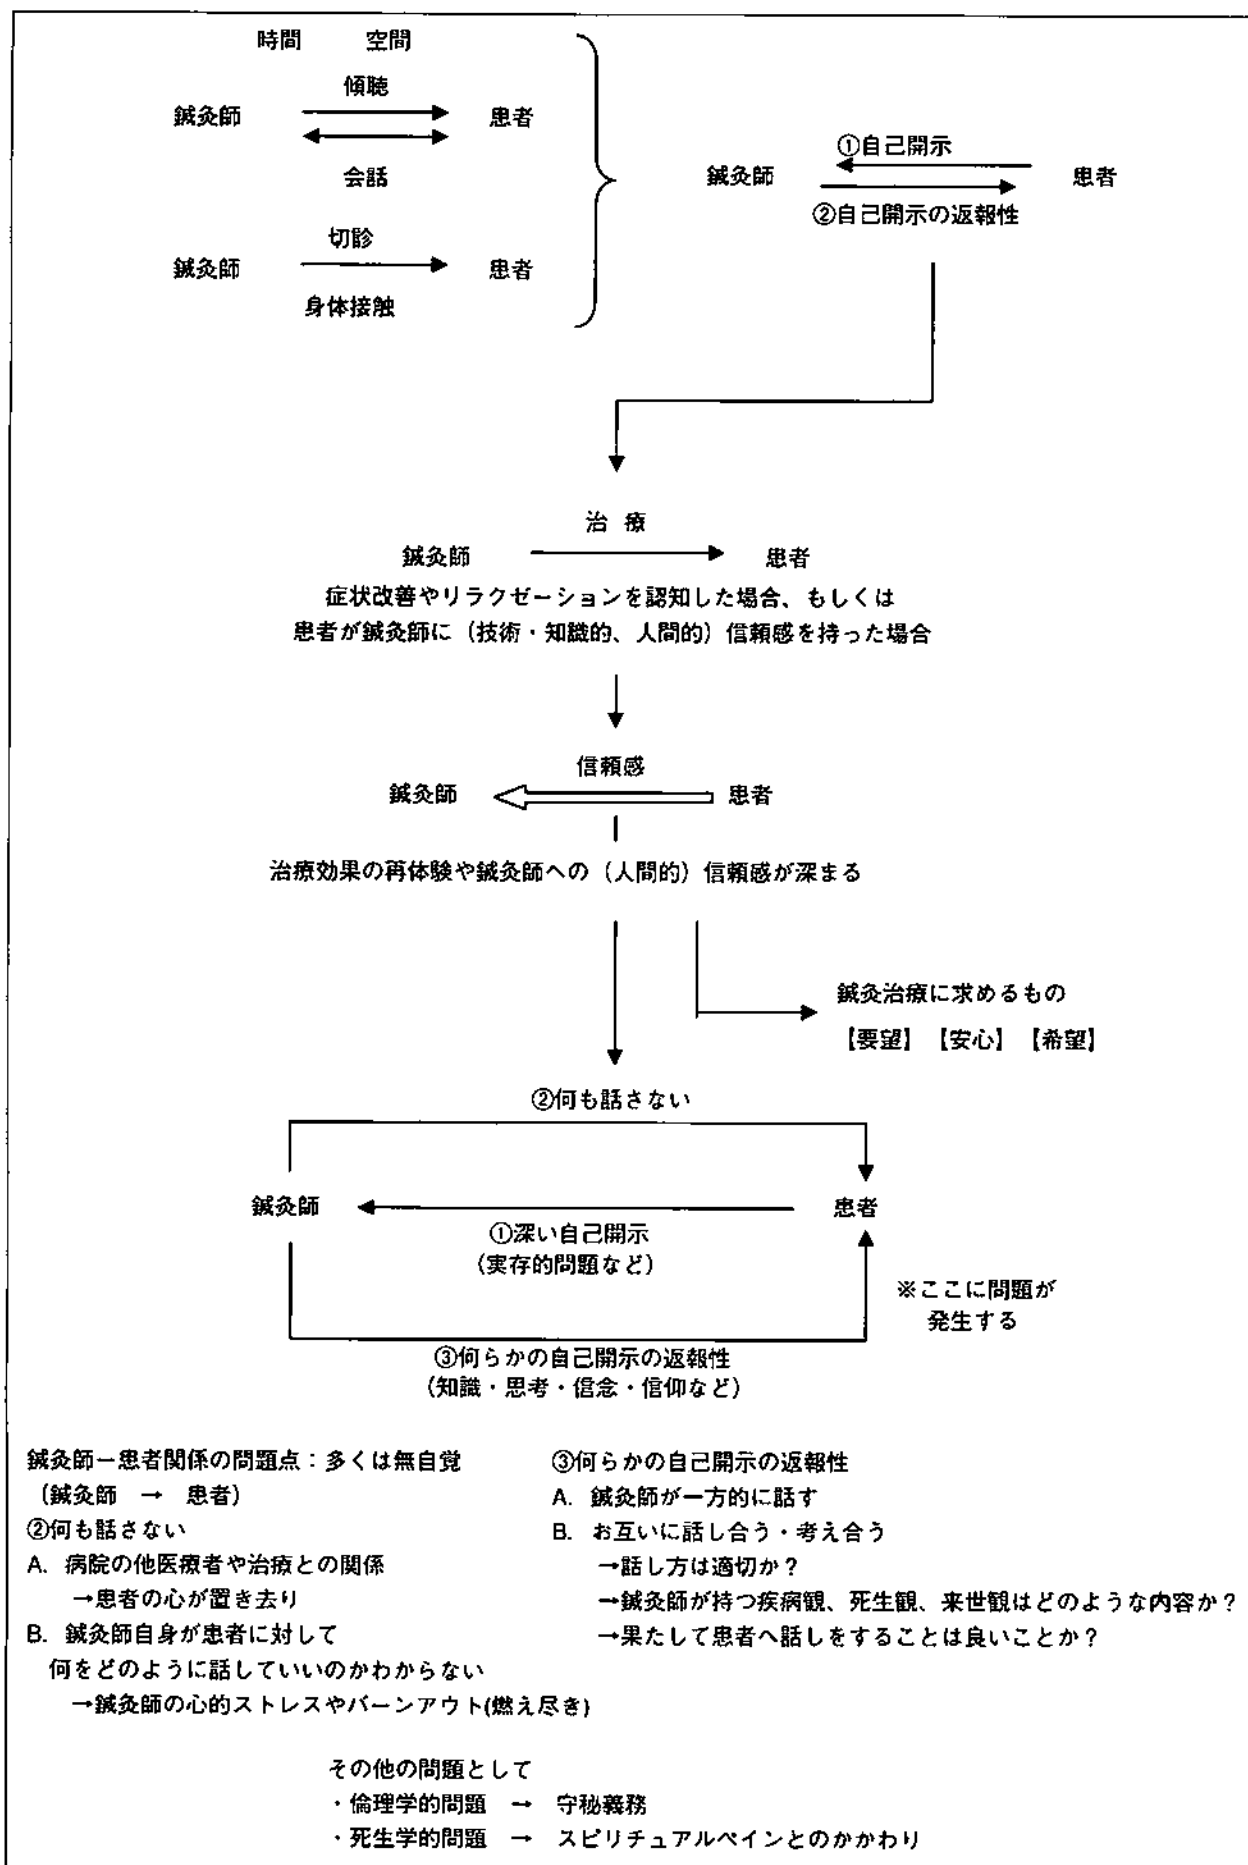 時間 空間
傾聴
鍼灸師 患者
会話
切診
鍼灸師 患者
身体接触
①自己開示
鍼灸師 患者
②自己開示の返報性
治 療
鍼灸師 患者
症状改善やリラクゼーションを認知した場合、もしくは
患者が鍼灸師に（技術・知識的、人間的）信頼感を持った場合
信頼感
鍼灸師 患者
治療効果の再体験や鍼灸師への（人間的）信頼感が深まる
鍼灸治療に求めるもの
【要望】【安心】【希望】
②何も話さない
鍼灸師 患者
①深い自己開示
（実存的問題など）
※ここに問題が
発生する
③何らかの自己開示の返報性
（知識・思考・信念・信仰など）
鍼灸師ー患者関係の問題点：多くは無自覚
（鍼灸師 → 患者）
②何も話さない
A. 病院の他医療者や治療との関係
→患者の心が置き去り
B. 鍼灸師自身が患者に対して
何をどのように話していいのかわからない
→鍼灸師の心的ストレスやバーンアウト(燃え尽き)
③何らかの自己開示の返報性
A. 鍼灸師が一方的に話す
B. お互いに話し合う・考え合う
→話し方は適切か？
→鍼灸師が持つ疾病観、死生観、来世観はどのような内容か？
→果たして患者へ話しをすることは良いことか？
その他の問題として
・倫理学的問題 → 守秘義務
・死生学的問題 → スピリチュアルペインとのかかわり